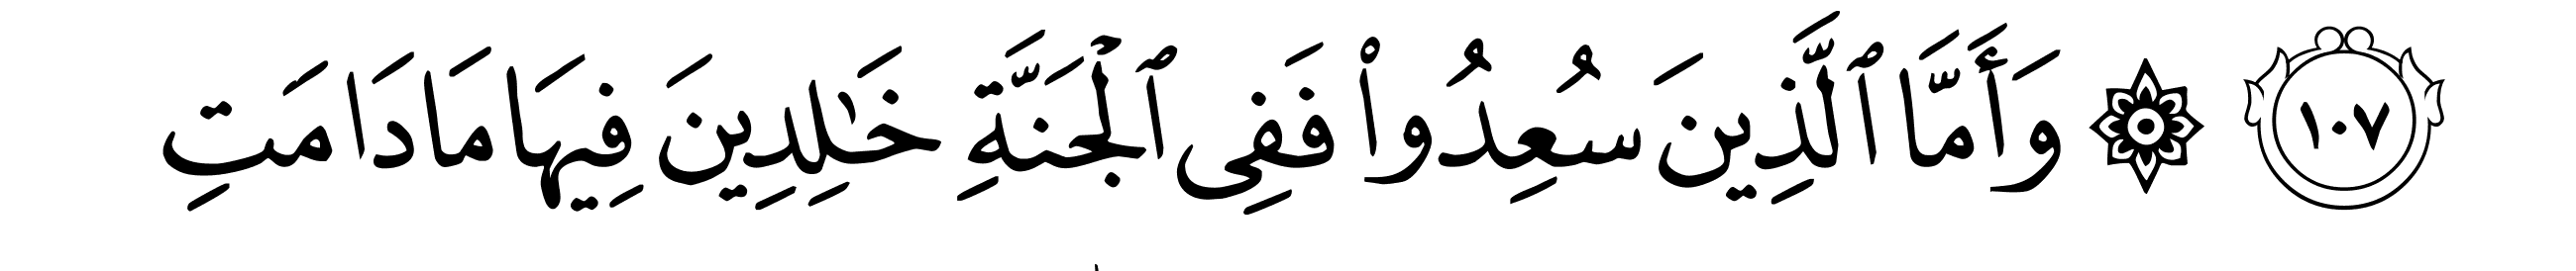 ١٠٧ ۞ وَأَمَّا ٱلَّذِينَ سُعِدُوا۟ فَفِى ٱلْجَنَّةِ خَـٰلِدِينَ فِيهَا مَا دَامَتِ